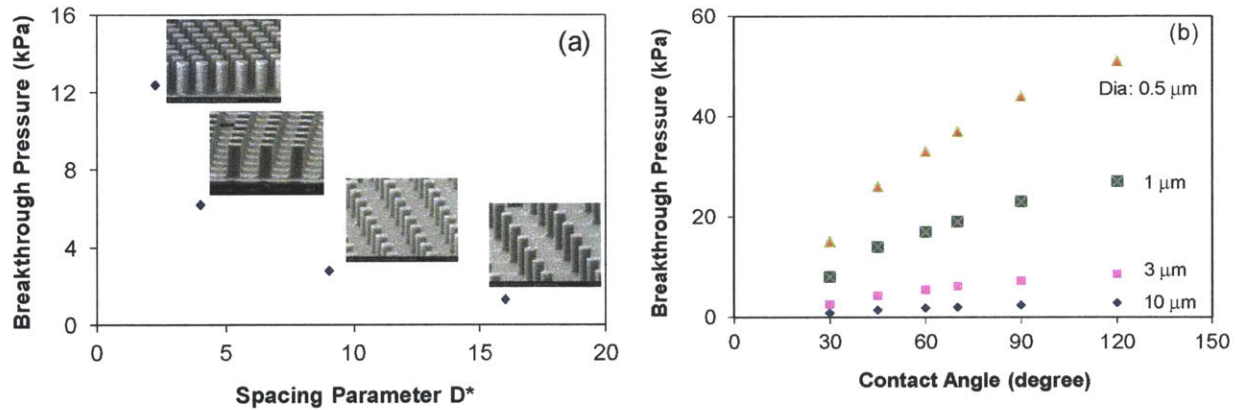 (a)
Breakthrough Pressure (kPa)
16
12
8
4
0
0 5 10 15 20
Spacing Parameter D*
(b)
Breakthrough Pressure (kPa)
60
40
20
0
Dia: 0.5 μm
1 μm
3 μm
10 μm
0 30 60 90 120 150
Contact Angle (degree)